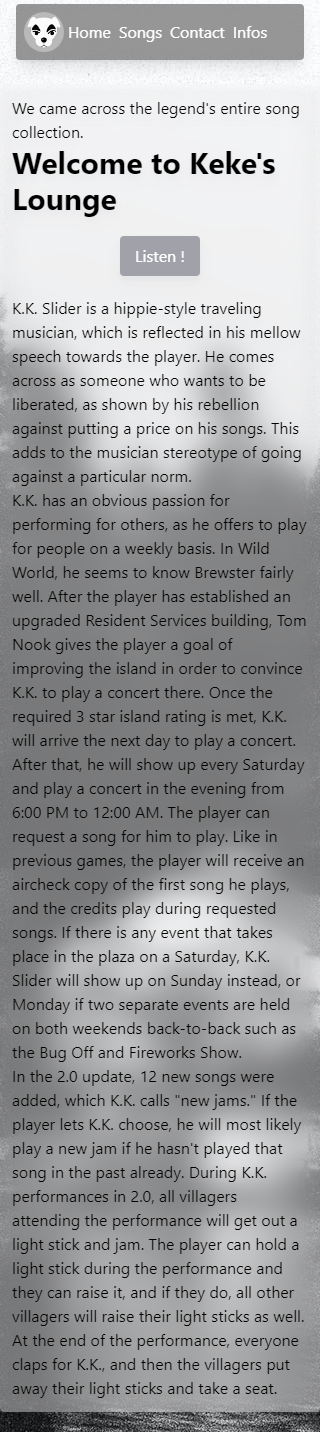 Home Songs Contact Infos
We came across the legend's entire song
collection.
Welcome to Keke's
Lounge
Listen !
K.K. Slider is a hippie-style traveling
musician, which is reflected in his mellow
speech towards the player. He comes
across as someone who wants to be
liberated, as shown by his rebellion
against putting a price on his songs. This
adds to the musician stereotype of going
against a particular norm.
K.K. has an obvious passion for
performing for others, as he offers to play
for people on a weekly basis. In Wild
World, he seems to know Brewster fairly
well. After the player has established an
upgraded Resident Services building, Tom
Nook gives the player a goal of
improving the island in order to convince
K.K. to play a concert there. Once the
required 3 star island rating is met, K.K.
will arrive the next day to play a concert.
After that, he will show up every Saturday
and play a concert in the evening from
6:00 PM to 12:00 AM. The player can
request a song for him to play. Like in
previous games, the player will receive an
aircheck copy of the first song he plays,
and the credits play during requested
songs. If there is any event that takes
place in the plaza on a Saturday, K.K.
Slider will show up on Sunday instead, or
Monday if two separate events are held
on both weekends back-to-back such as
the Bug Off and Fireworks Show.
In the 2.0 update, 12 new songs were
added, which K.K. calls "new jams." If the
player lets K.K. choose, he will most likely
play a new jam if he hasn't played that
song in the past already. During K.K.
performances in 2.0, all villagers
attending the performance will get out a
light stick and jam. The player can hold a
light stick during the performance and
they can raise it, and if they do, all other
villagers will raise their light sticks as well.
At the end of the performance, everyone
claps for K.K., and then the villagers put
away their light sticks and take a seat.